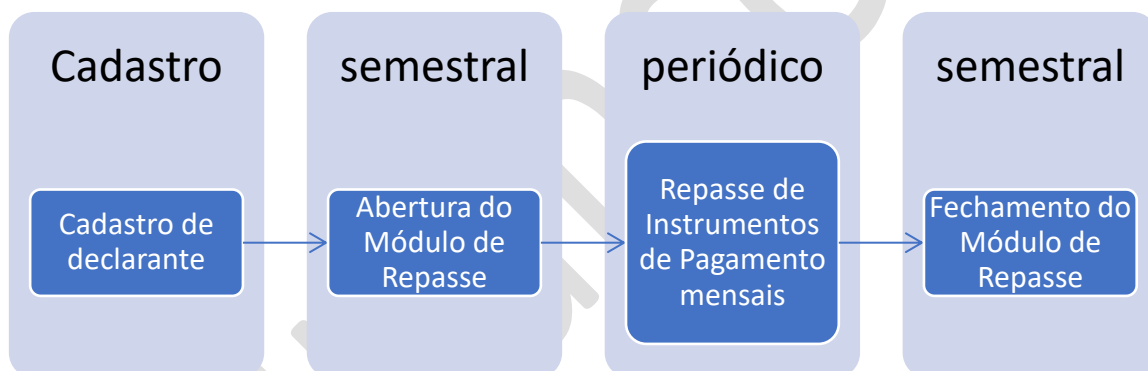 Cadastro
Cadastro de
declarante
semestral
Abertura do
Módulo de
Repasse
periódico
Repasse de
Instrumentos
de Pagamento
mensais
semestral
Fechamento do
Módulo de
Repasse